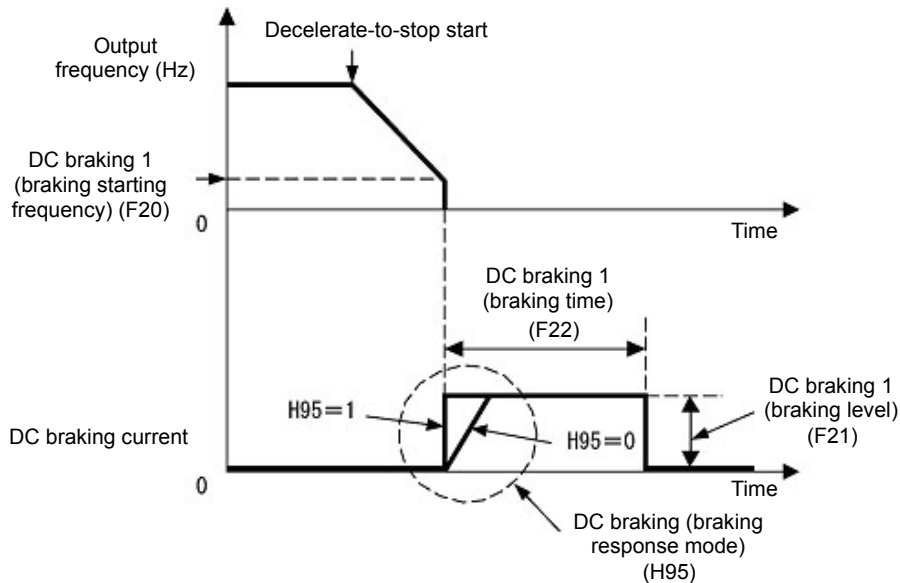 Output
frequency (Hz)
Decelerate-to-stop start
DC braking 1
(braking starting
frequency) (F20)
0
Time
DC braking 1
(braking time)
(F22)
H95=1
H95=0
DC braking 1
(braking level)
(F21)
DC braking current
0
Time
DC braking (braking
response mode)
(H95)